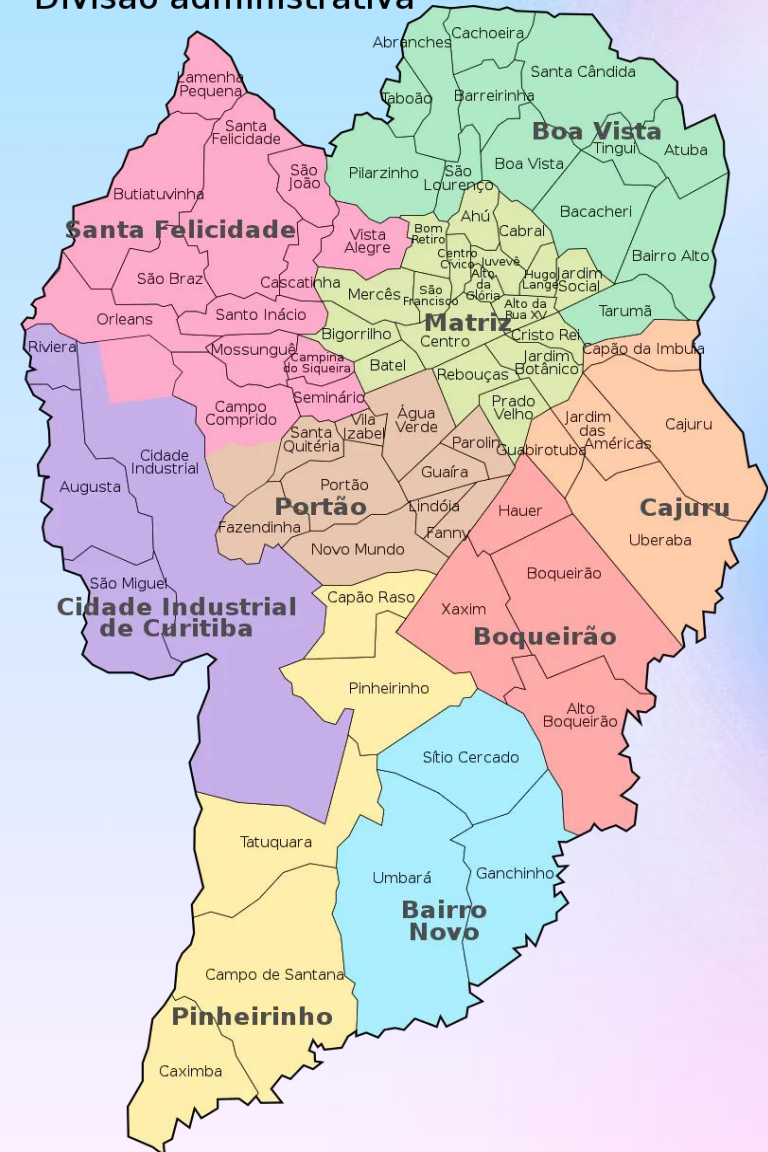 Divisão administrativa
Abranches
Cachoeira
Santa Cândida
Lamenha
Pequena
Taboão
Barreirinha
Santa
Felicidade
Boa Vista
Tingui
Atuba
Pilarzinho
São
Lourenço
Boa Vista
São
João
Butiatuvinha
Santa Felicidade
Vista
Alegre
Bom
Retiro
Ahú
Cabral
Bacacheri
Bairro Alto
Centro
Cívico
Juvevê
Alto
da
Glória
Hugo
Lange
Jardim
Social
São Braz
Cascatinha
Mercês
São
Francisco
Alto da
Rua XV
Tarumã
Orleans
Santo Inácio
Matriz
Bigorrilho
Centro
Cristo Rei
Capão da Imbuia
Riviera
Mossunguê
Campina
do Siqueira
Batel
Rebouças
Jardim
Botânico
Seminário
Campo
Comprido
Santa
Quitéria
Vila
Izabel
Água
Verde
Prado
Velho
Parolin
Guabirotuba
Jardim
das
Américas
Cajuru
Cidade
Industrial
Augusta
Portão
Guaíra
Portão
Lindóia
Hauer
Cajuru
Fazendinha
Fanny
Novo Mundo
Uberaba
São Miguel
Cidade Industrial
de Curitiba
Capão Raso
Xaxim
Boqueirão
Boqueirão
Pinheirinho
Alto
Boqueirão
Sítio Cercado
Tatuquara
Umbará
Ganchinho
Bairro
Novo
Campo de Santana
Pinheirinho
Caximba